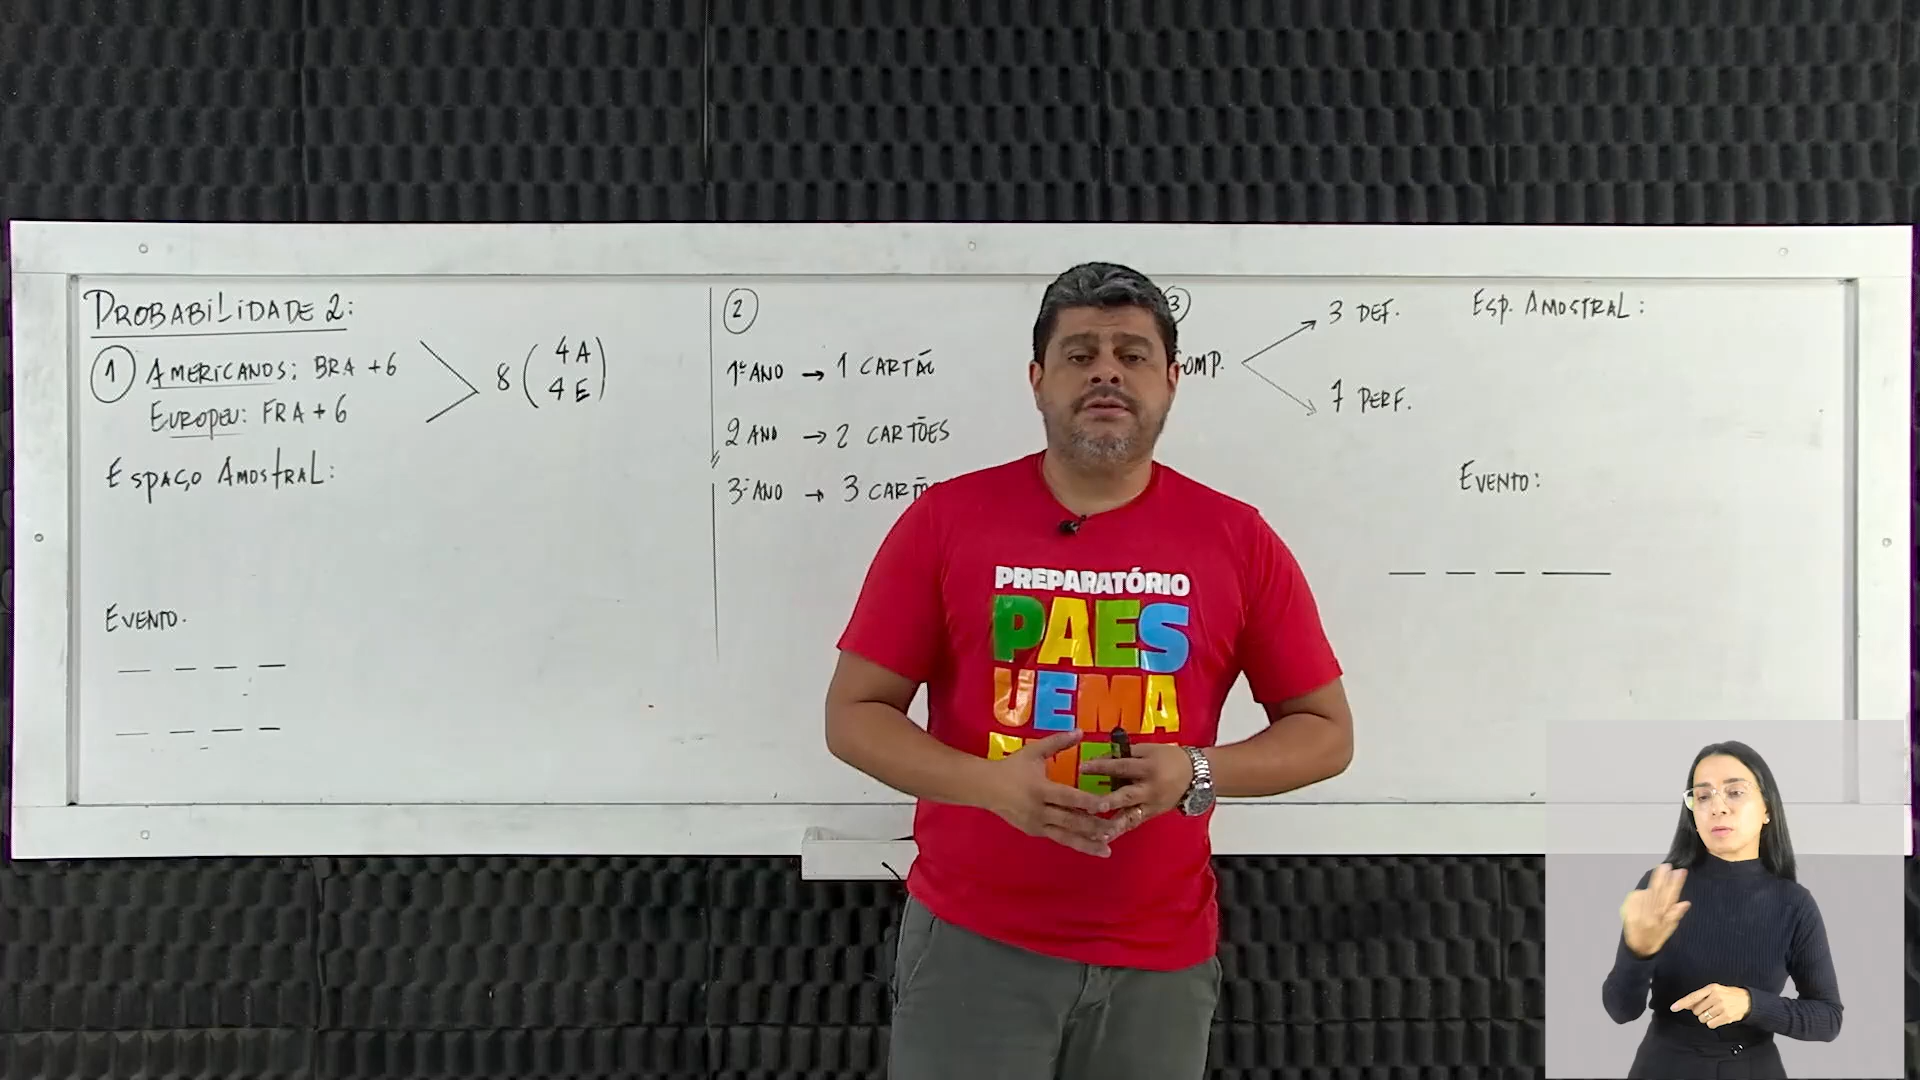 PROBABILIDADE 2:
1 AMERICANOS: BRA + 6
EUROPEU: FRA + 6
8 ( 4 A
4 E )
ESPAÇO AMOSTRAL:
EVENTO.
2
1º ANO → 1 CARTÃO
2 ANO → 2 CARTÕES
3º ANO → 3
3
COMP.
3 DEF.
7 PERF.
ESP. AMOSTRAL:
EVENTO:
PREPARATÓRIO
PAES
UEMA